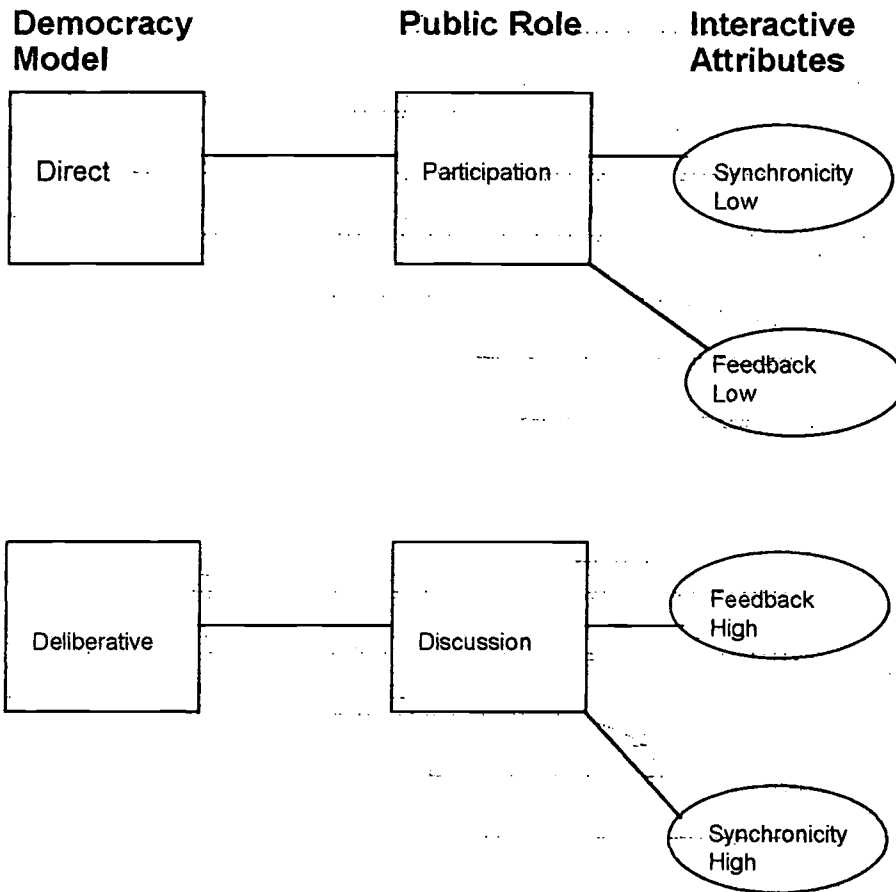 Democracy Model
Public Role
Interactive Attributes
Direct
Participation
Synchronicity
Low
Feedback
Low
Deliberative
Discussion
Feedback
High
Synchronicity
High